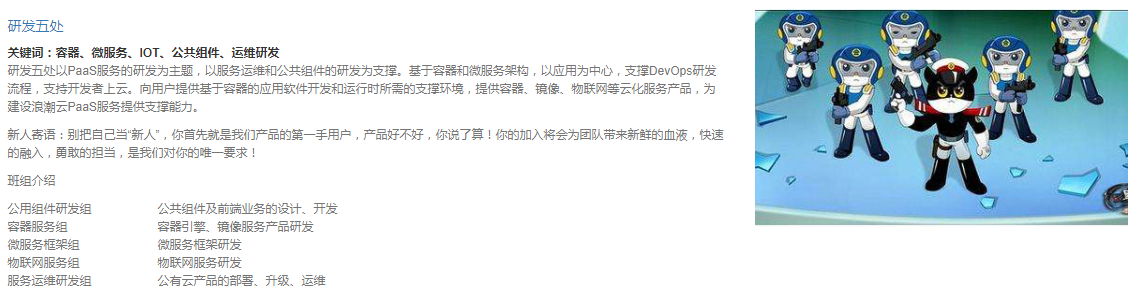 研发五处
关键词：容器、微服务、IOT、公共组件、运维研发
研发五处以PaaS服务的研发为主题，以服务运维和公共组件的研发为支撑。基于容器和微服务架构，以应用为中心，支撑DevOps研发
流程，支持开发者上云。向用户提供基于容器的应用软件开发和运行时所需的支撑环境，提供容器、镜像、物联网等云化服务产品，为
建设浪潮云PaaS服务提供支撑能力。
新人寄语：别把自己当“新人”，你首先就是我们产品的第一手用户，产品好不好，你说了算！你的加入将会为团队带来新鲜的血液，快速
的融入，勇敢的担当，是我们对你的唯一要求！
班组介绍
公用组件研发组 公共组件及前端业务的设计、开发
容器服务组 容器引擎、镜像服务产品研发
微服务框架组 微服务框架研发
物联网服务组 物联网服务研发
服务运维研发组 公有云产品的部署、升级、运维